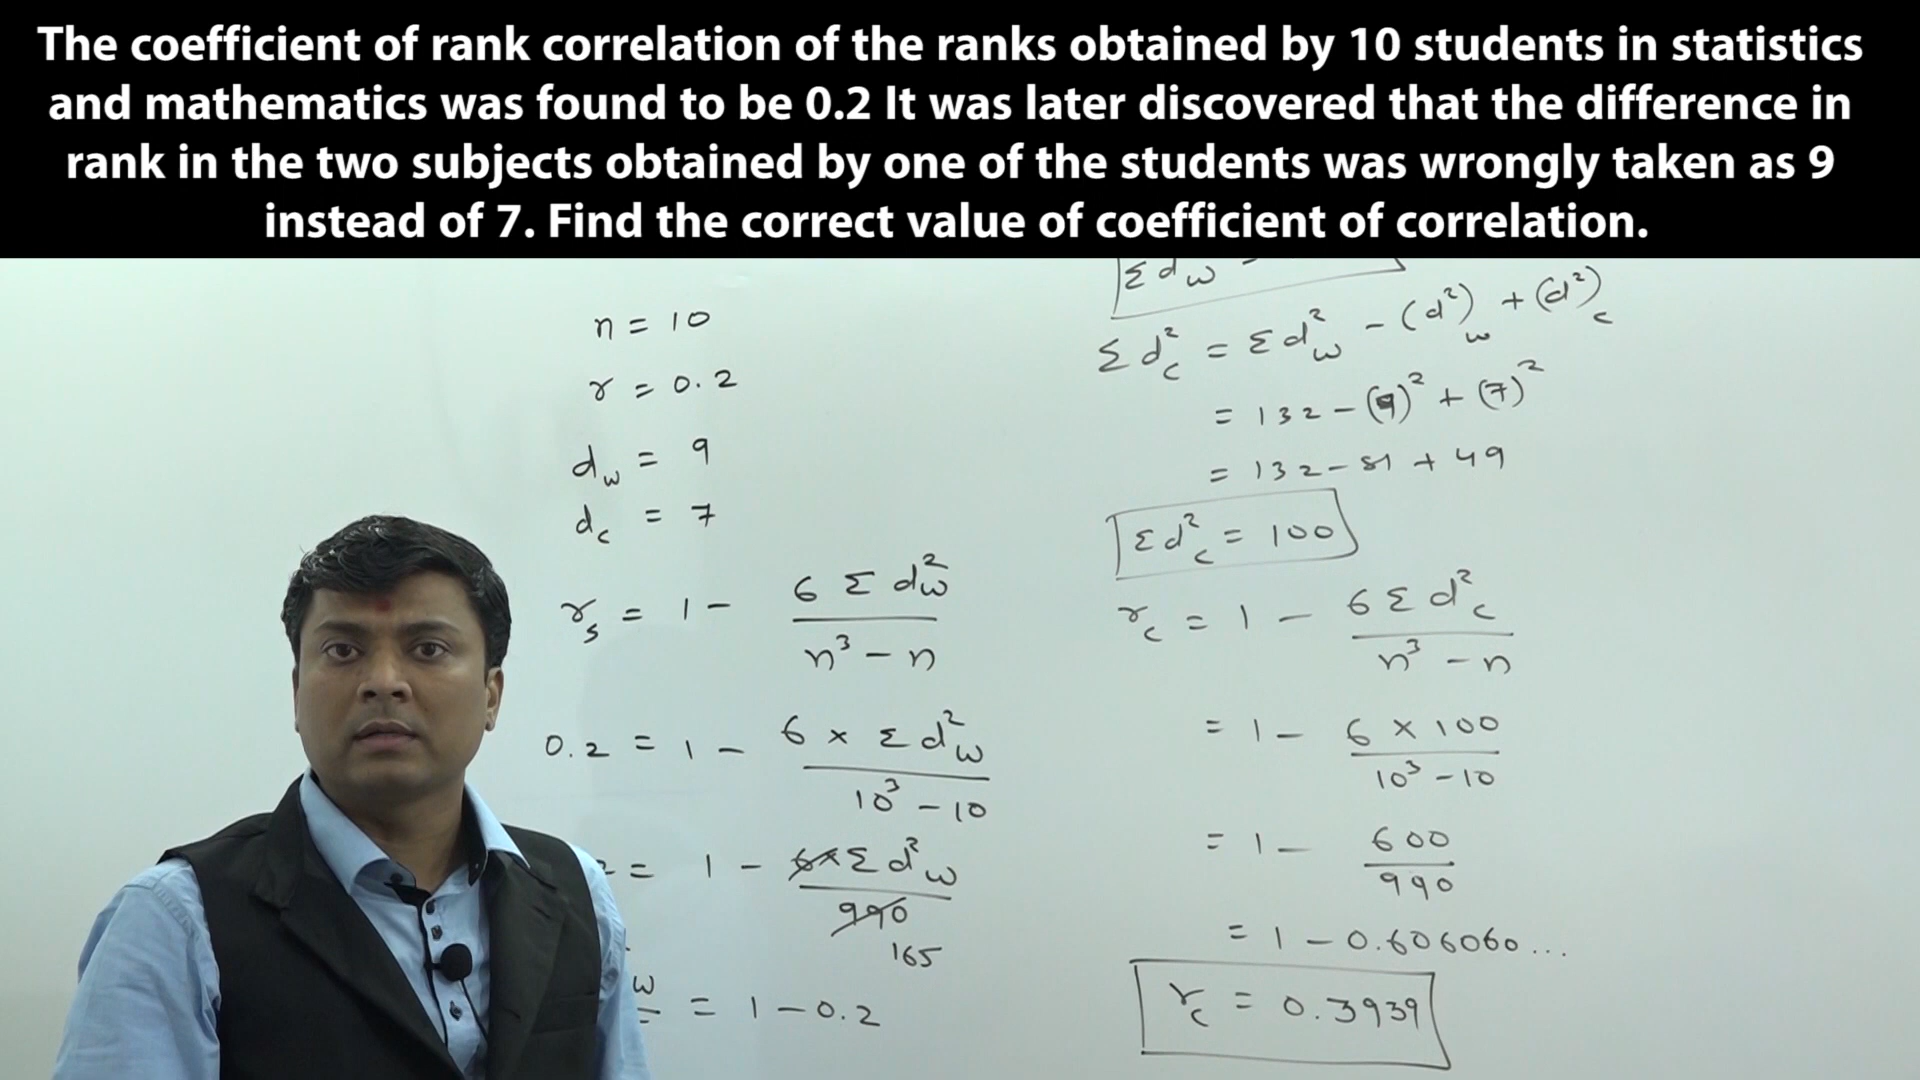 The coefficient of rank correlation of the ranks obtained by 10 students in statistics
and mathematics was found to be 0.2 It was later discovered that the difference in
rank in the two subjects obtained by one of the students was wrongly taken as 9
instead of 7. Find the correct value of coefficient of correlation.
n = 10
r = 0.2
d_w = 9
d_c = 7
r_s = 1 - 6 Σ d_w² / n³ - n
0.2 = 1 - 6 × Σ d_w² / 10³ - 10
2 = 1 - 6× Σ d²_w / 990
165
w = 1 - 0.2
Σ d_w -
Σ d_c² = Σ d_w² - (d²)_w + (d²)_c
= 132 - (9)² + (7)²
= 132 - 81 + 49
Σ d_c² = 100
r_c = 1 - 6 Σ d_c² / n³ - n
= 1 - 6 × 100 / 10³ - 10
= 1 - 600 / 990
= 1 - 0.606060...
r_c = 0.3939